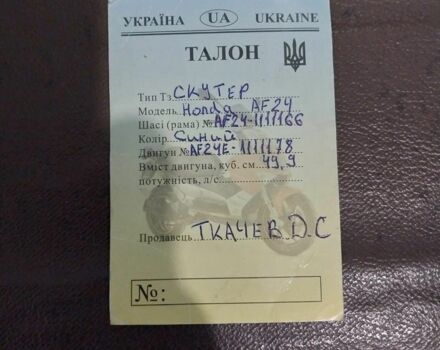 УКРАЇНА UA UKRAINE
ТАЛОН
Тип Тз. СКУТЕР
Модель Honda AF24
Шасі (рама) № AF24-1111166
Колір Синий
Двигун № AF24E-1111178
Вміст двигуна, куб. см 49,9
потужність, л/с
Продавець ТКАЧЕВ Д.С
№: